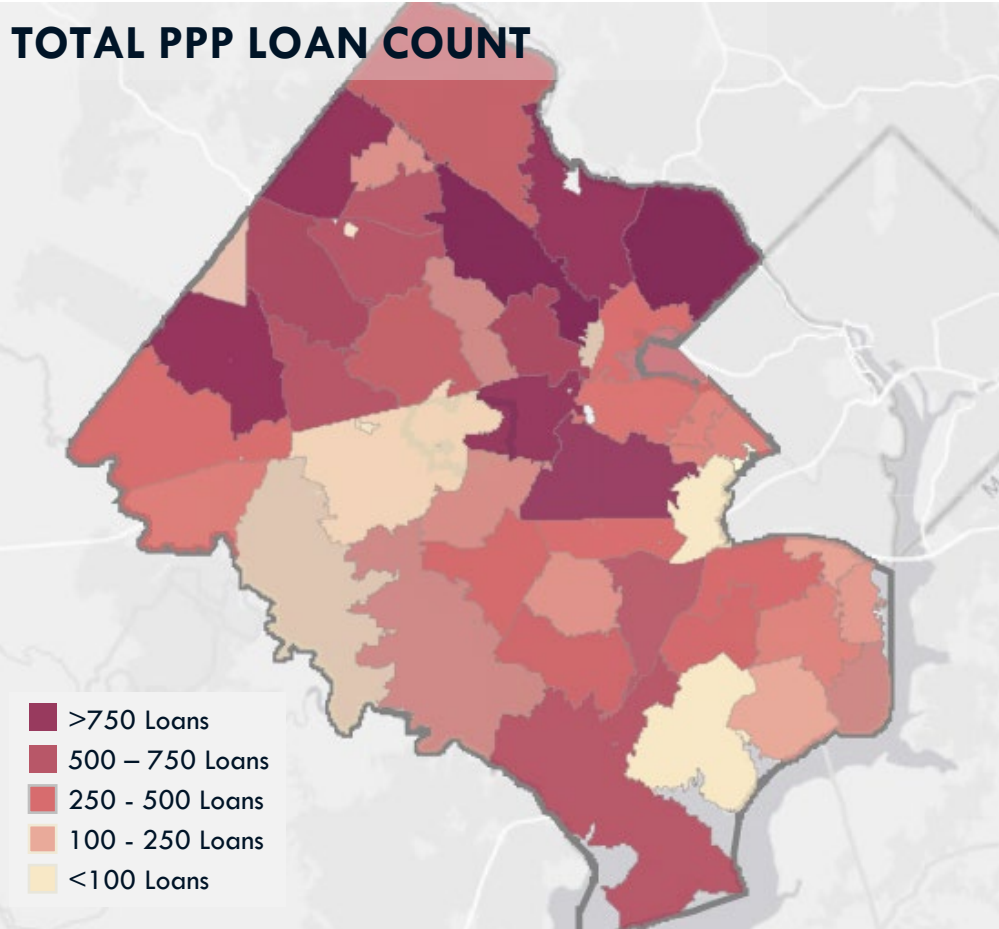 TOTAL PPP LOAN COUNT
>750 Loans
500 – 750 Loans
250 - 500 Loans
100 - 250 Loans
<100 Loans
M